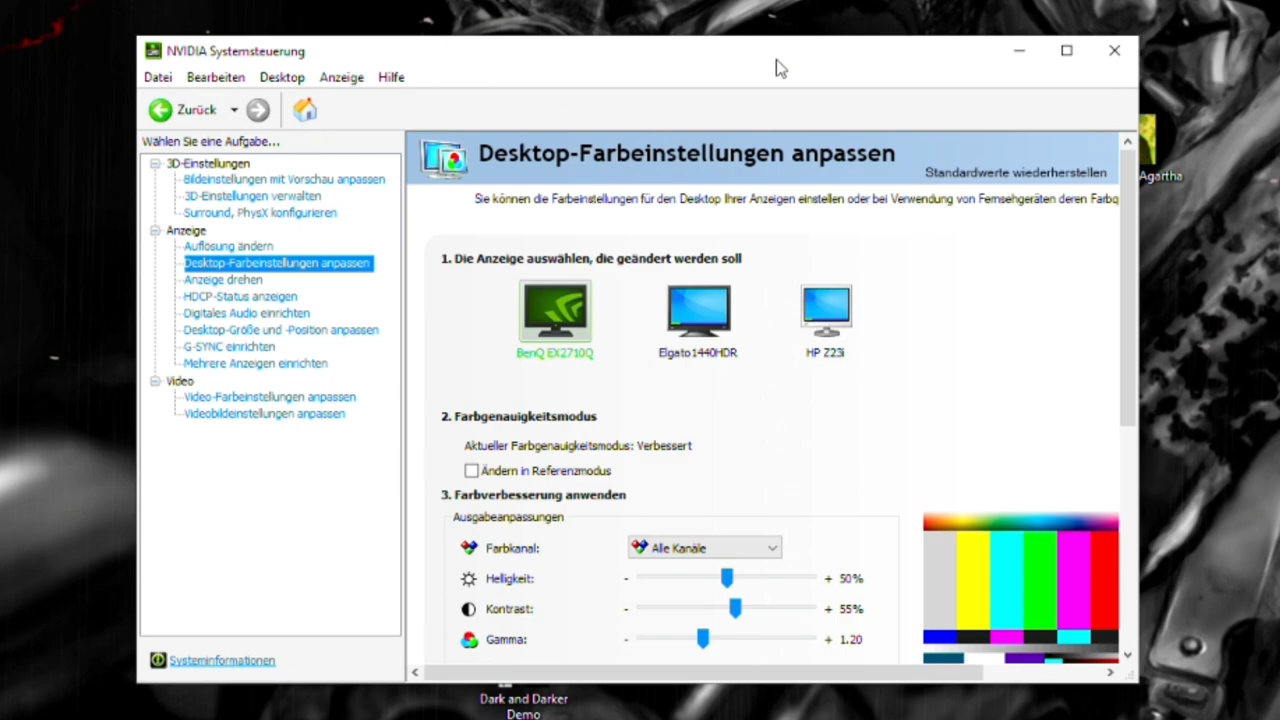 NVIDIA Systemsteuerung
Datei Bearbeiten Desktop Anzeige Hilfe
Zurück
Wählen Sie eine Aufgabe...
3D-Einstellungen
Bildeinstellungen mit Vorschau anpassen
3D-Einstellungen verwalten
Surround, PhysX konfigurieren
Anzeige
Auflösung ändern
Desktop-Farbeinstellungen anpassen
Anzeige drehen
HDCP-Status anzeigen
Digitales Audio einrichten
Desktop-Größe und -Position anpassen
G-SYNC einrichten
Mehrere Anzeigen einrichten
Video
Video-Farbeinstellungen anpassen
Videobildeinstellungen anpassen
Systeminformationen
Desktop-Farbeinstellungen anpassen
Standardwerte wiederherstellen
Sie können die Farbeinstellungen für den Desktop Ihrer Anzeigen einstellen oder bei Verwendung von Fernsehgeräten deren Farbq
1. Die Anzeige auswählen, die geändert werden soll
BenQ EX2710Q
Elgato1440HDR
HP Z23i
2. Farbgenauigkeitsmodus
Aktueller Farbgenauigkeitsmodus: Verbessert
Ändern in Referenzmodus
3. Farbverbesserung anwenden
Ausgabeanpassungen
Farbkanal: Alle Kanäle
Helligkeit: - + 50%
Kontrast: - + 55%
Gamma: - + 1.20
Agartha
Dark and Darker
Demo